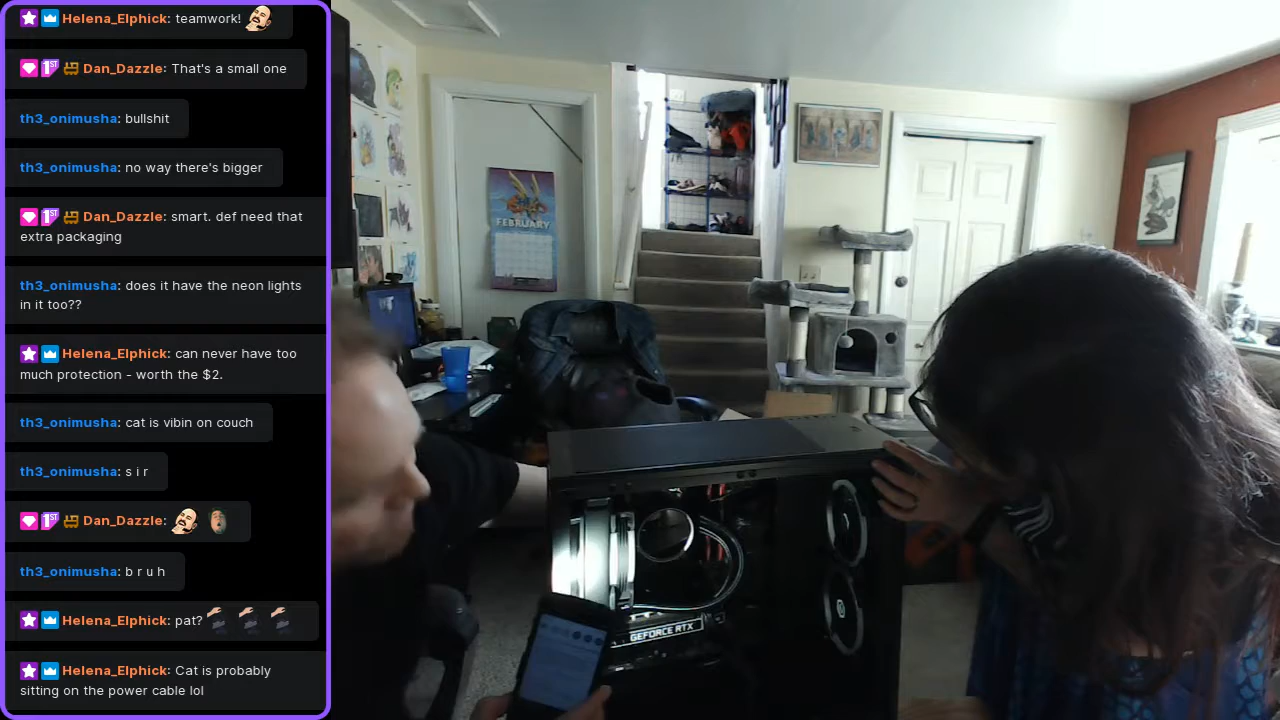 Helena_Elphick: teamwork!
Dan_Dazzle: That's a small one
th3_onimusha: bullshit
th3_onimusha: no way there's bigger
1ST Dan_Dazzle: smart. def need that
extra packaging
th3_onimusha: does it have the neon lights
in it too??
Helena_Elphick: can never have too
much protection - worth the $2.
th3_onimusha: cat is vibin on couch
th3_onimusha: s i r
Dan_Dazzle:
th3_onimusha: b r u h
Helena_Elphick: pat?
Helena_Elphick: Cat is probably
sitting on the power cable lol
FEBRUARY
GEFORCE RTX